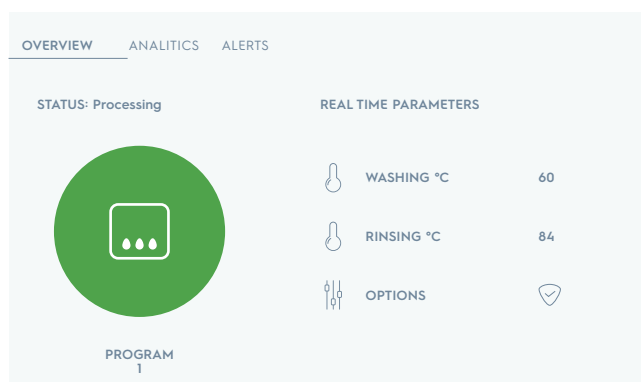 OVERVIEW ANALITICS ALERTS
STATUS: Processing REAL TIME PARAMETERS
WASHING °C 60
RINSING °C 84
OPTIONS
PROGRAM
1